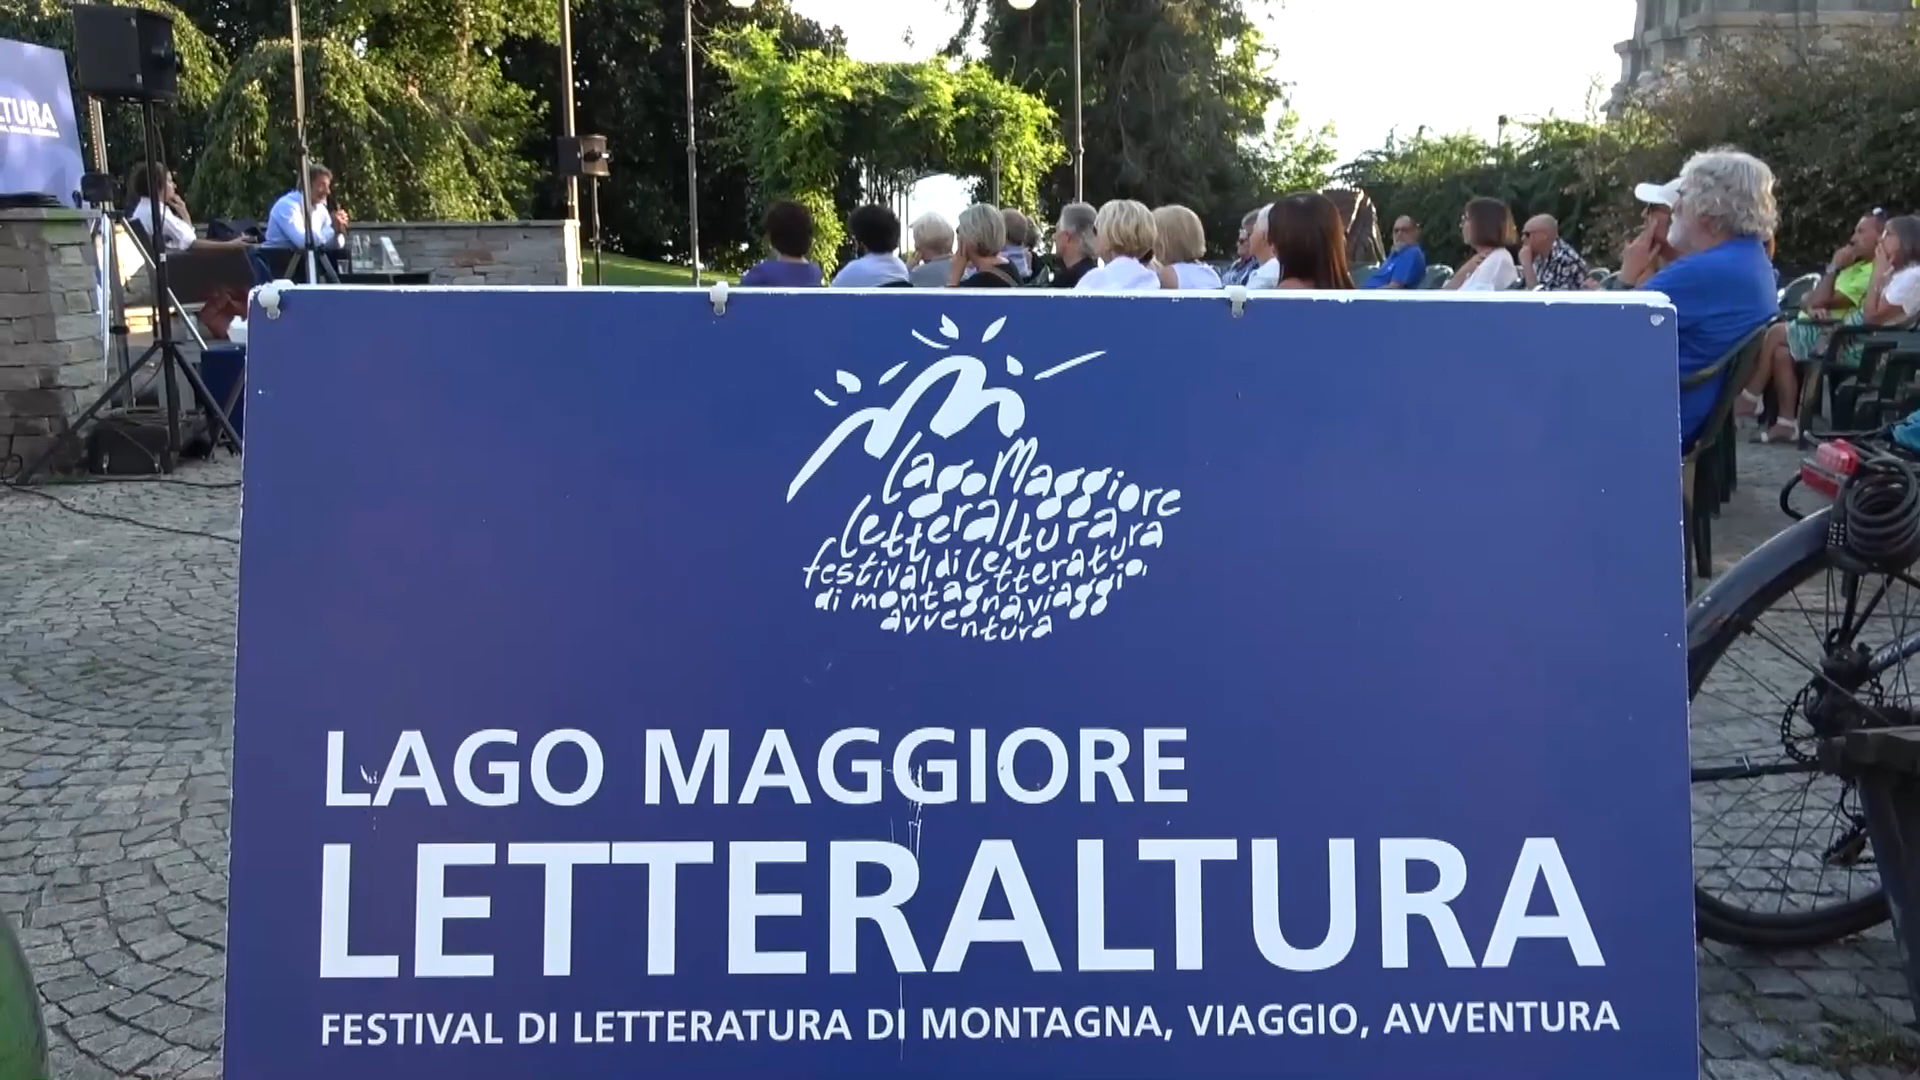 LTURA
Lago Maggiore
letteraltura
festival di letteratura
di montagna, viaggio,
avventura
LAGO MAGGIORE
LETTERALTURA
FESTIVAL DI LETTERATURA DI MONTAGNA, VIAGGIO, AVVENTURA